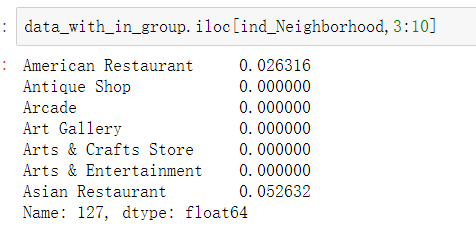 : data_with_in_group.iloc[ind_Neighborhood,3:10]
: American Restaurant 0.026316
Antique Shop 0.000000
Arcade 0.000000
Art Gallery 0.000000
Arts & Crafts Store 0.000000
Arts & Entertainment 0.000000
Asian Restaurant 0.052632
Name: 127, dtype: float64